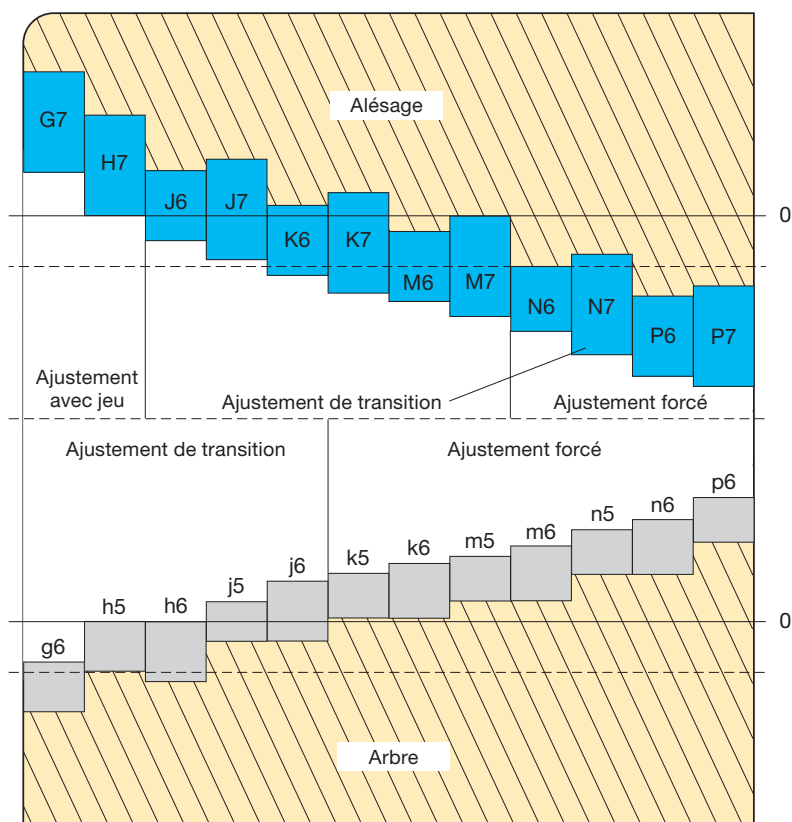 Alésage
G7
H7
J6
J7
K6
K7
M6
M7
N6
N7
P6
P7
0
Ajustement
avec jeu
Ajustement de transition
Ajustement forcé
Ajustement de transition
Ajustement forcé
g6
h5
h6
j5
j6
k5
k6
m5
m6
n5
n6
p6
0
Arbre